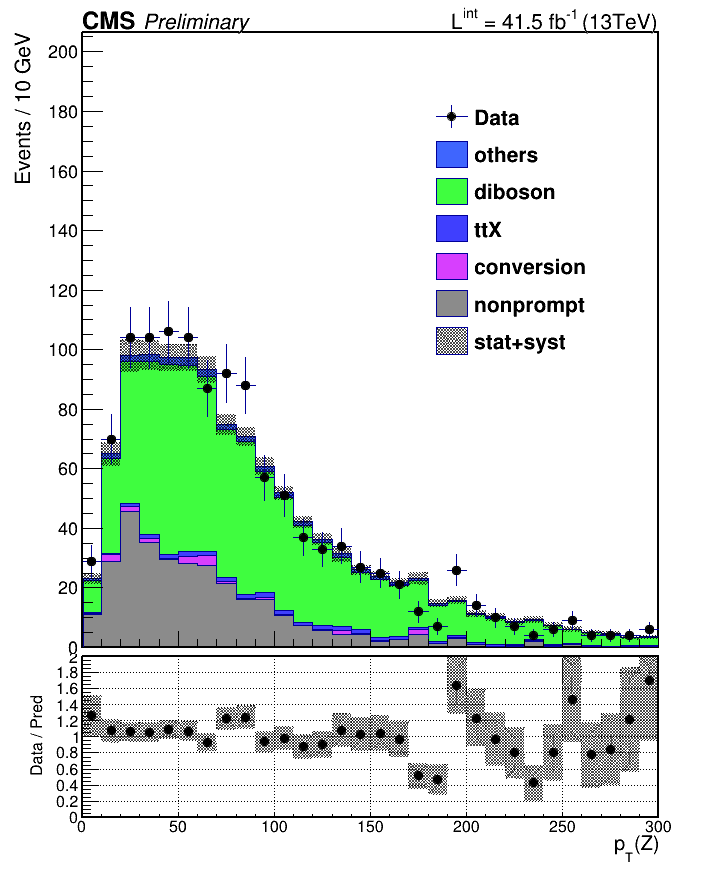 CMS Preliminary L^int = 41.5 fb^-1 (13TeV)
Events / 10 GeV
200
180
160
140
120
100
80
60
40
20
0
Data
others
diboson
ttX
conversion
nonprompt
stat+syst
Data / Pred
2
1.8
1.6
1.4
1.2
1
0.8
0.6
0.4
0.2
0
0 50 100 150 200 250 300
p_T(Z)